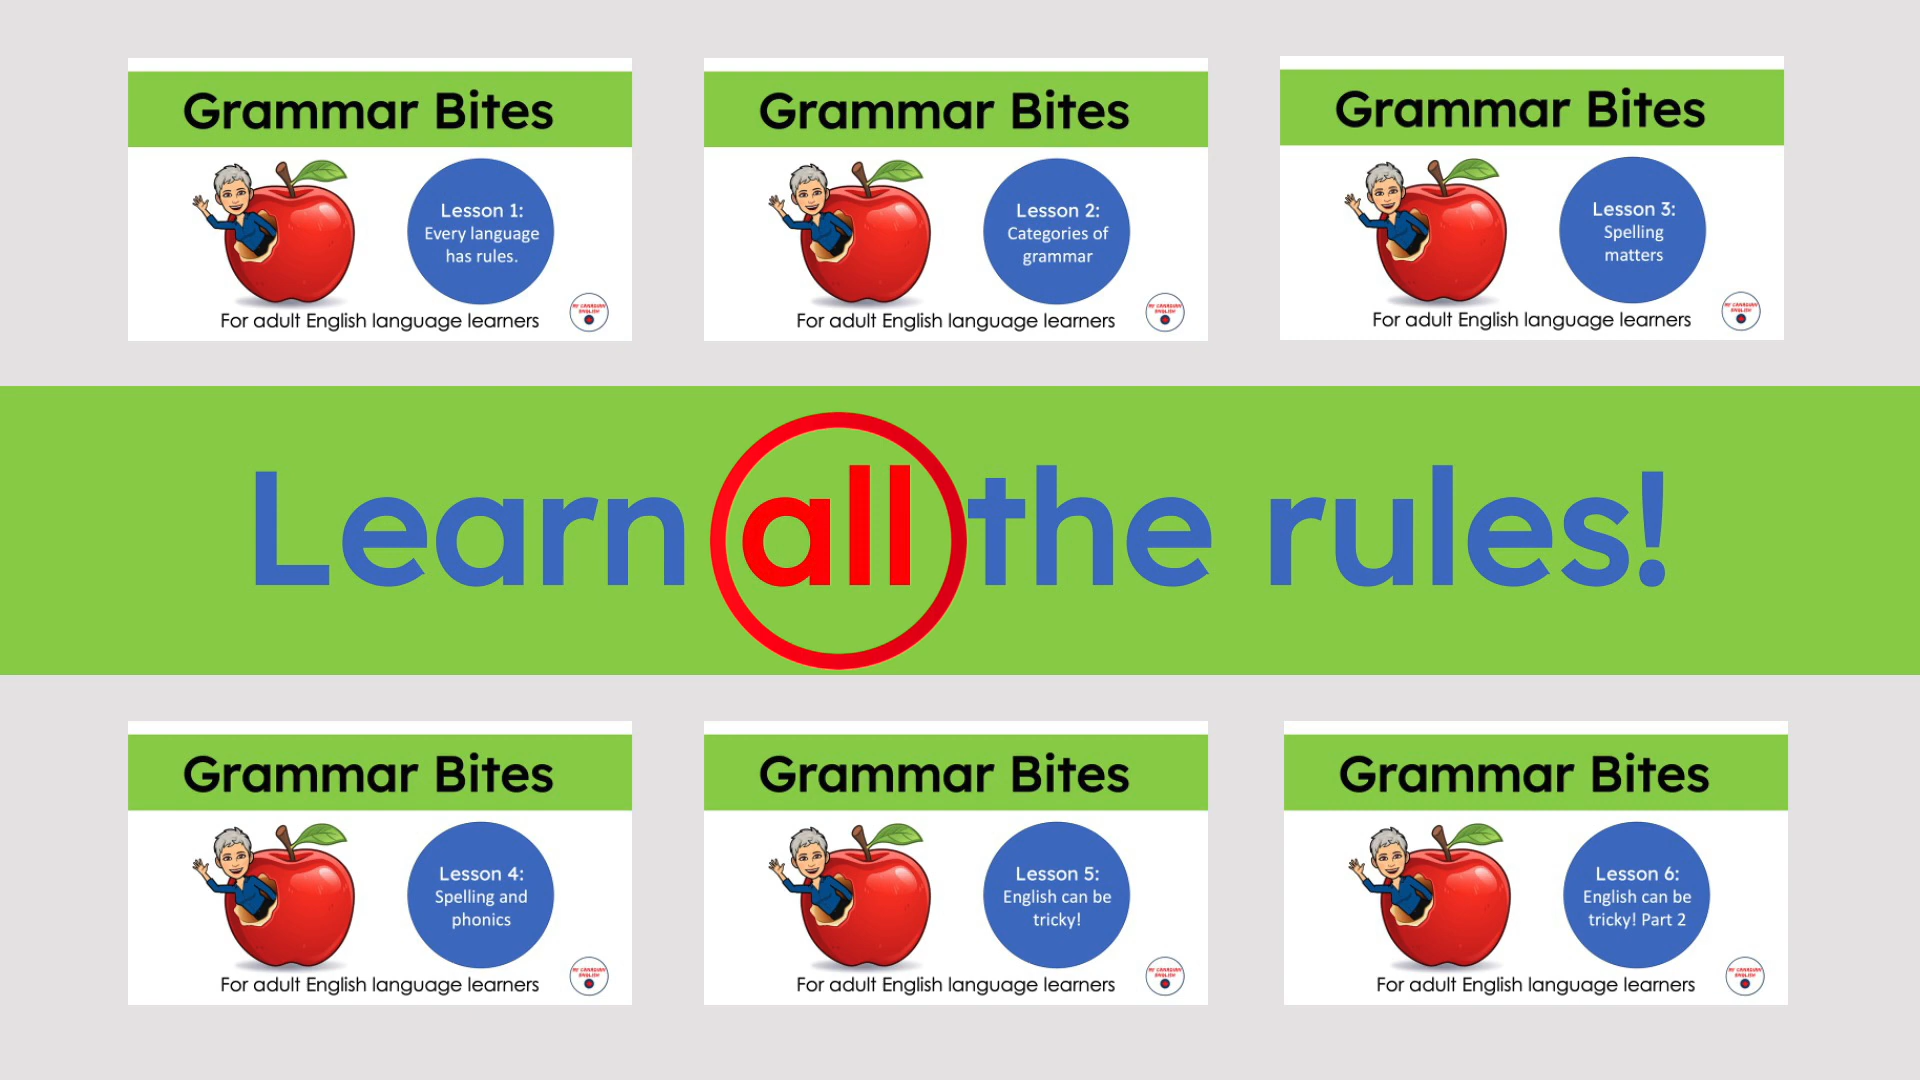 Grammar Bites
Lesson 1:
Every language
has rules.
For adult English language learners
Grammar Bites
Lesson 2:
Categories of
grammar
For adult English language learners
Grammar Bites
Lesson 3:
Spelling
matters
For adult English language learners
Learn all the rules!
Grammar Bites
Lesson 4:
Spelling and
phonics
For adult English language learners
Grammar Bites
Lesson 5:
English can be
tricky!
For adult English language learners
Grammar Bites
Lesson 6:
English can be
tricky! Part 2
For adult English language learners